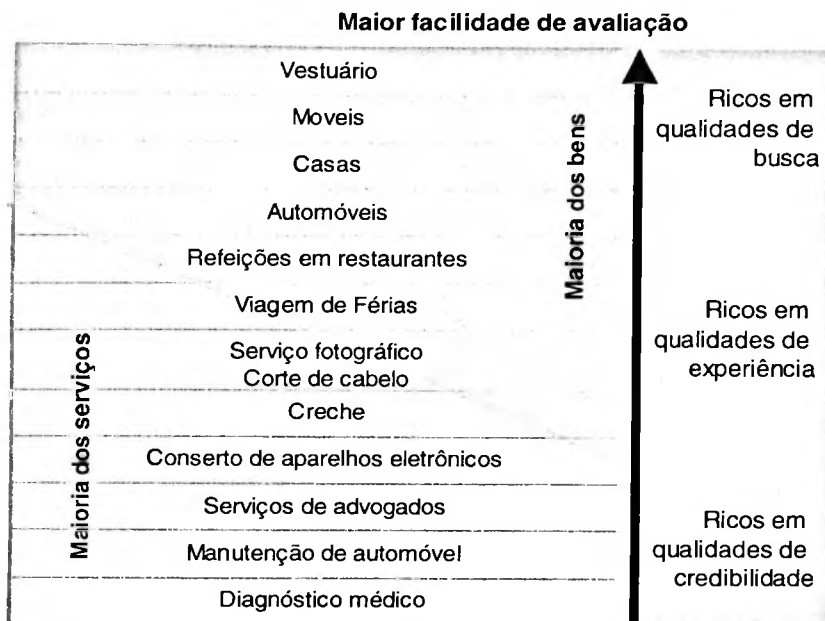 Maior facilidade de avaliação
Vestuário
Moveis
Casas
Automóveis
Refeições em restaurantes
Viagem de Férias
Serviço fotográfico
Corte de cabelo
Creche
Conserto de aparelhos eletrônicos
Serviços de advogados
Manutenção de automóvel
Diagnóstico médico
Maioria dos serviços
Maioria dos bens
Ricos em
qualidades de
busca
Ricos em
qualidades de
experiência
Ricos em
qualidades de
credibilidade